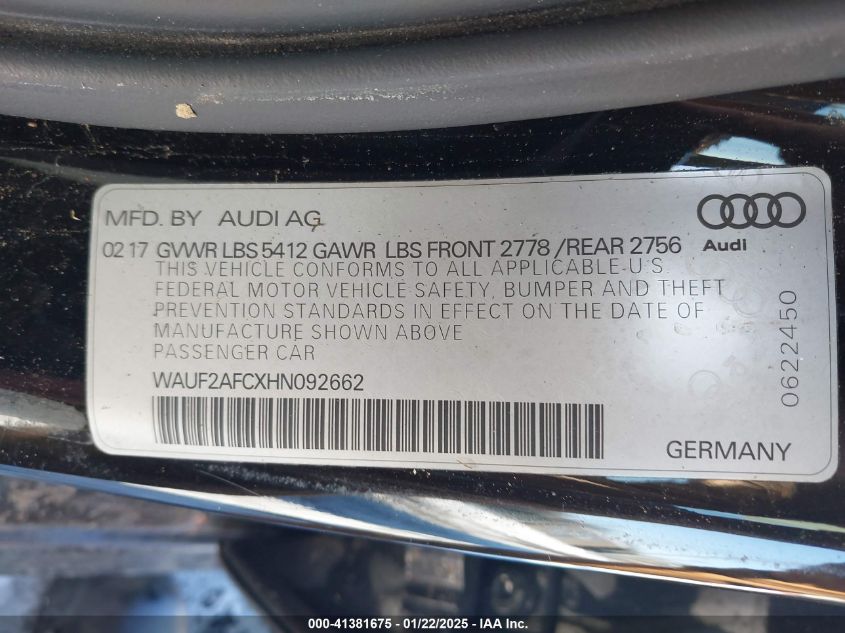 MFD. BY AUDI AG
02 17 GVWR LBS 5412 GAWR LBS FRONT 2778 / REAR 2756
Audi
THIS VEHICLE CONFORMS TO ALL APPLICABLE U.S.
FEDERAL MOTOR VEHICLE SAFETY, BUMPER AND THEFT
PREVENTION STANDARDS IN EFFECT ON THE DATE OF
MANUFACTURE SHOWN ABOVE
PASSENGER CAR
WAUF2AFCXHN092662
0622450
GERMANY
000-41381675 - 01/22/2025 - IAA Inc.